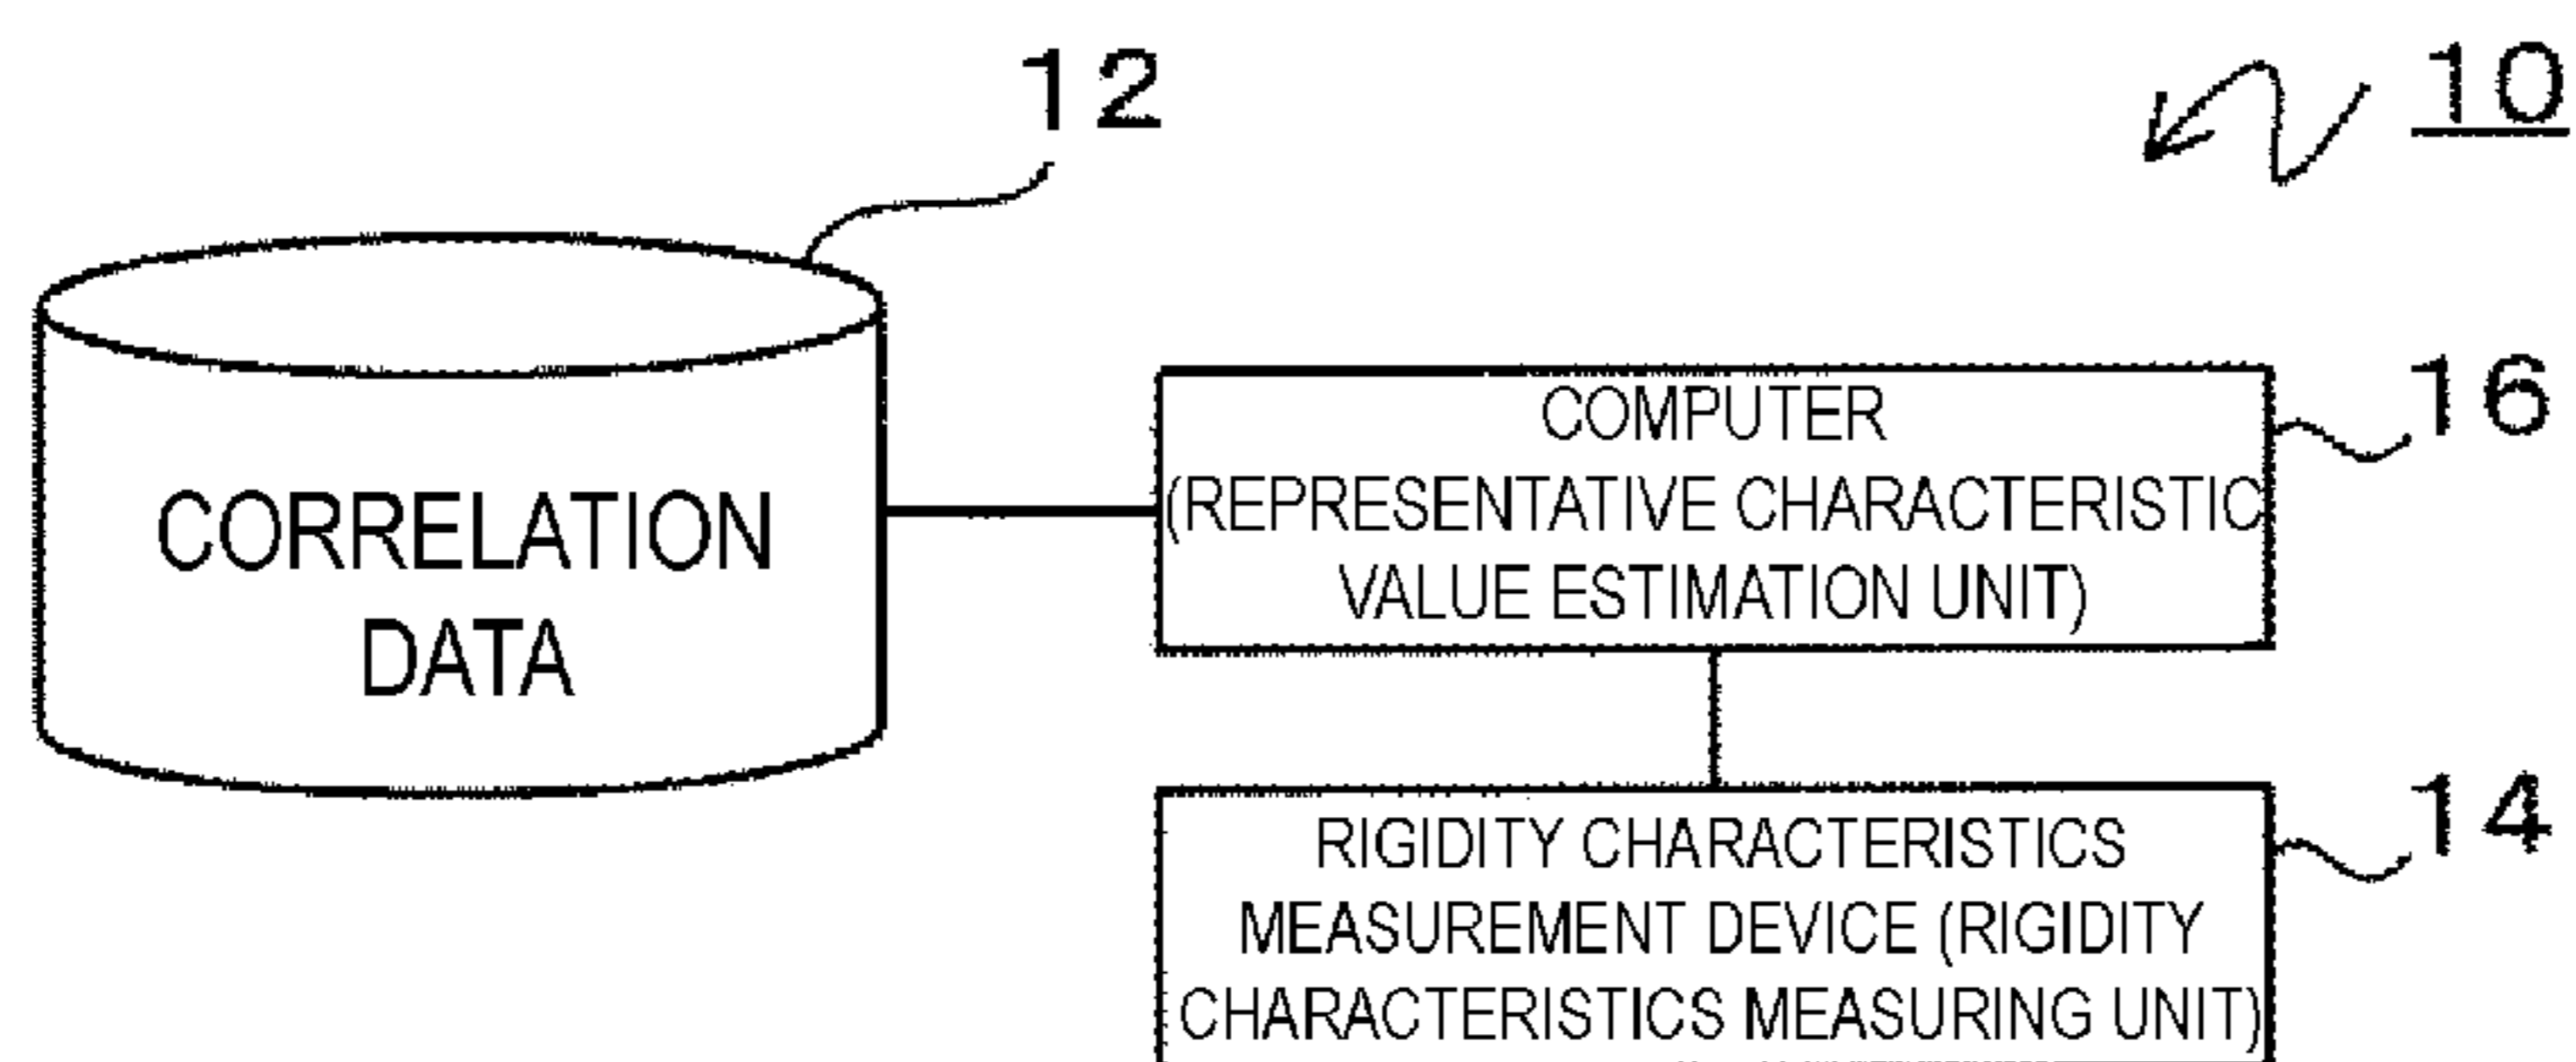 12
10
CORRELATION
DATA
COMPUTER
(REPRESENTATIVE CHARACTERISTIC
VALUE ESTIMATION UNIT)
16
RIGIDITY CHARACTERISTICS
MEASUREMENT DEVICE (RIGIDITY
CHARACTERISTICS MEASURING UNIT)
14